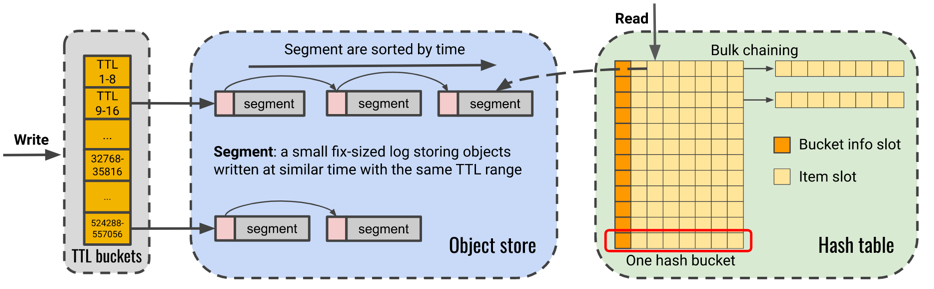 Write
TTL
1-8
TTL
9-16
...
32768-
35816
...
524288-
557056
TTL buckets
Segment are sorted by time
segment
segment
segment
Segment: a small fix-sized log storing objects
written at similar time with the same TTL range
segment
segment
Object store
Read
Bulk chaining
Bucket info slot
Item slot
One hash bucket
Hash table